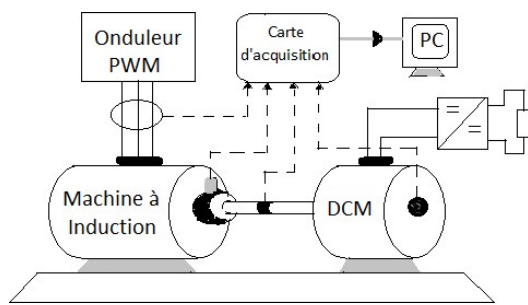 Onduleur
PWM
Carte
d'acquisition
PC
Machine à
Induction
DCM